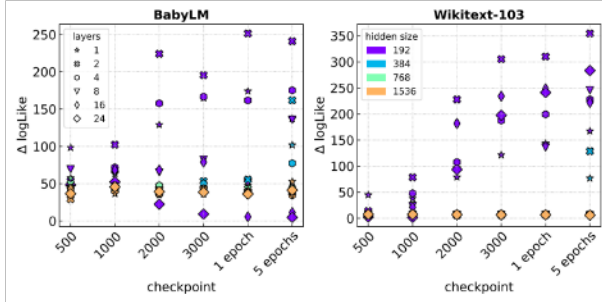 BabyLM
Δ logLike
250
200
150
100
50
0
layers
1
2
4
8
16
24
500
1000
2000
3000
1 epoch
5 epochs
checkpoint
Wikitext-103
Δ logLike
350
300
250
200
150
100
50
0
hidden size
192
384
768
1536
500
1000
2000
3000
1 epoch
5 epochs
checkpoint